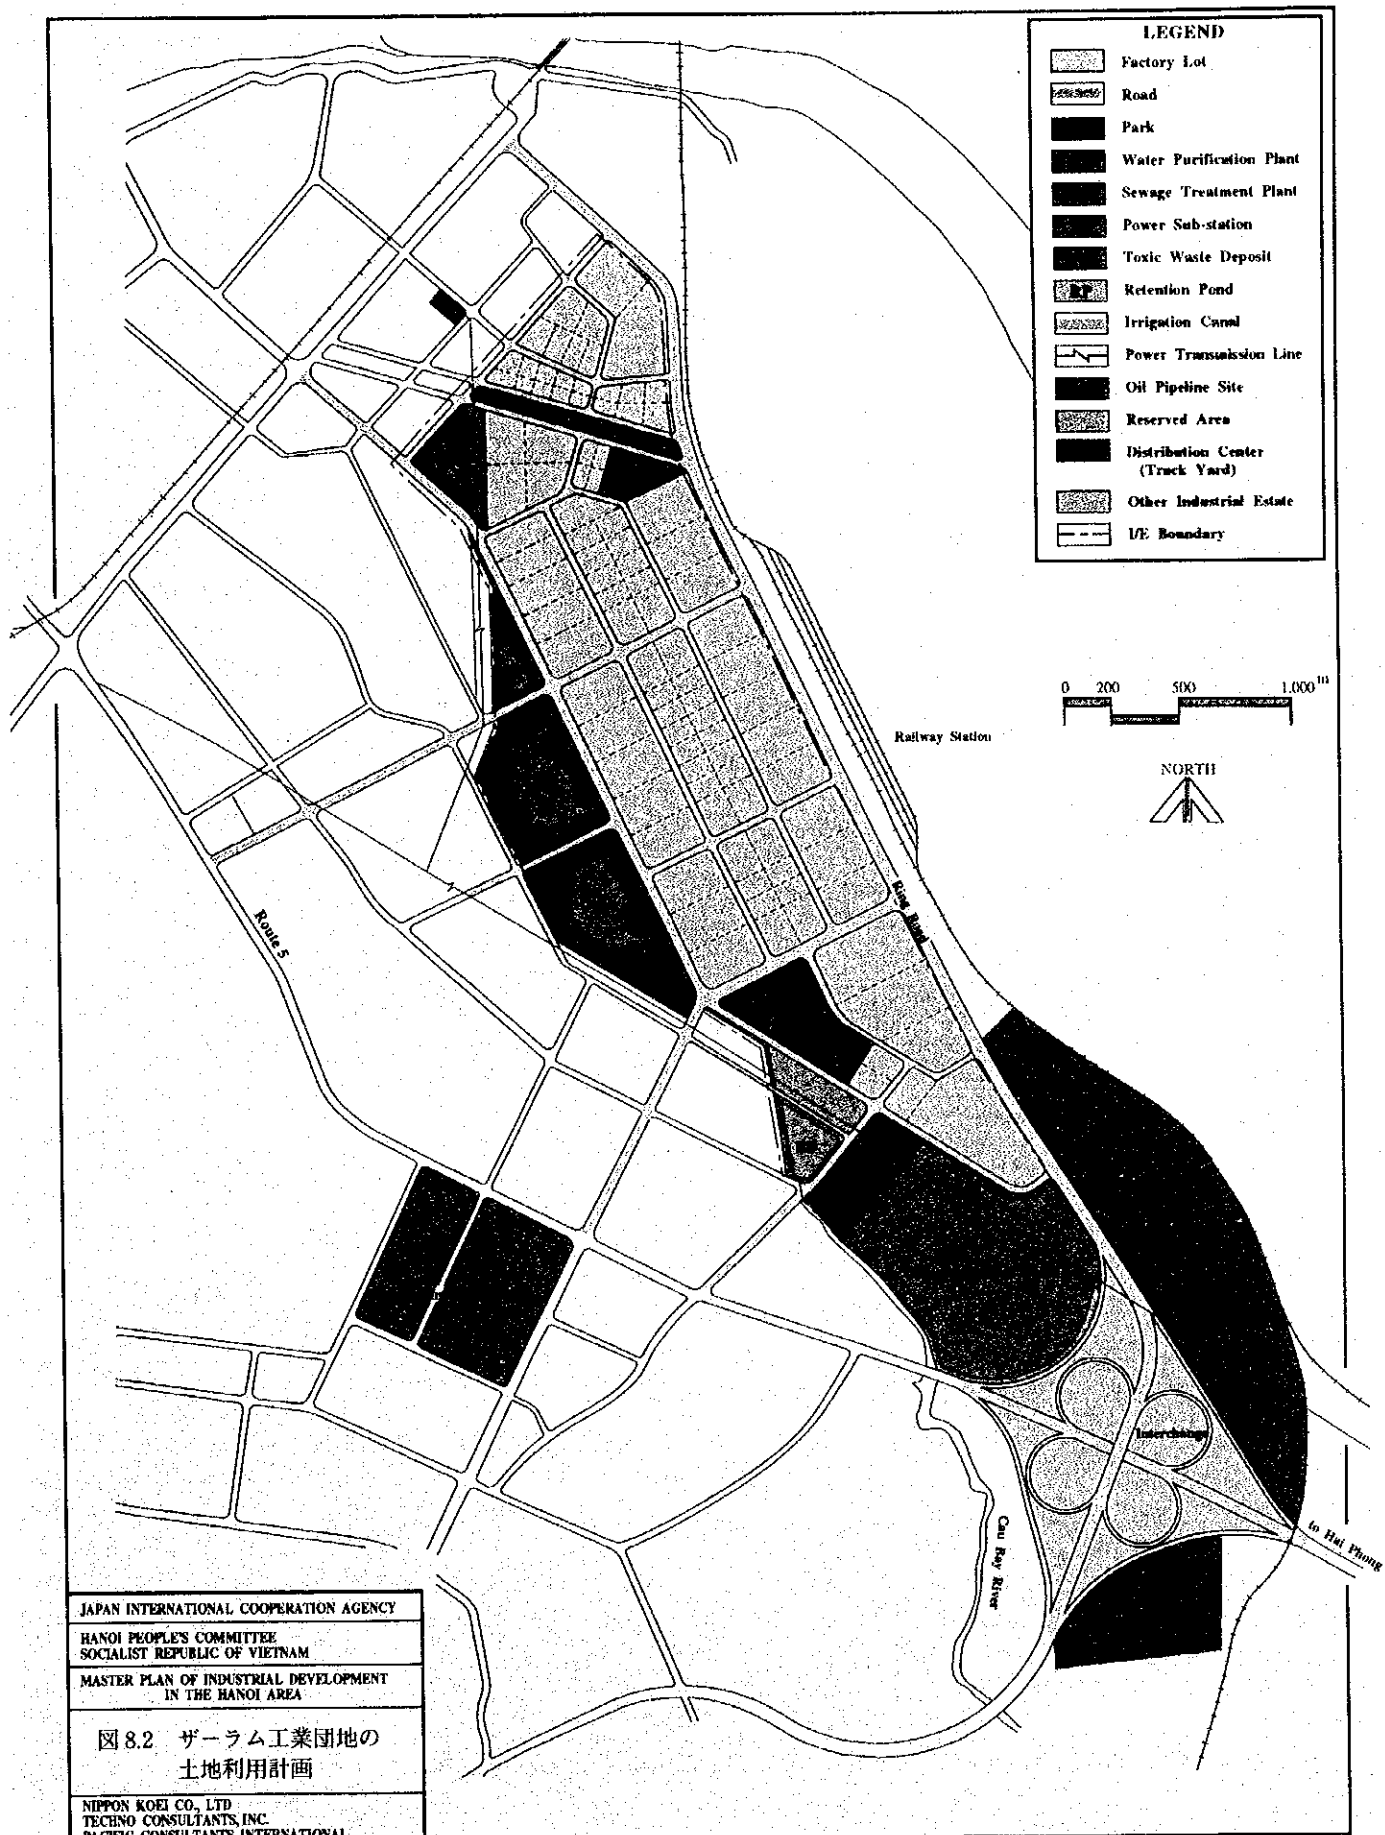 LEGEND
Factory Lot
Road
Park
Water Purification Plant
Sewage Treatment Plant
Power Sub-station
Toxic Waste Deposit
RP
Retention Pond
Irrigation Canal
Power Transmission Line
Oil Pipeline Site
Reserved Area
Distribution Center
(Truck Yard)
Other Industrial Estate
I/E Boundary
0 200 500 1.000 m
Railway Station
NORTH
Ring Road
Route 5
Interchange
Cau Bay River
to Hai Phong
JAPAN INTERNATIONAL COOPERATION AGENCY
HANOI PEOPLE'S COMMITTEE
SOCIALIST REPUBLIC OF VIETNAM
MASTER PLAN OF INDUSTRIAL DEVELOPMENT
IN THE HANOI AREA
図 8.2 ザーラム工業団地の
土地利用計画
NIPPON KOEI CO., LTD
TECHNO CONSULTANTS, INC.
PACIFIC CONSULTANTS INTERNATIONAL